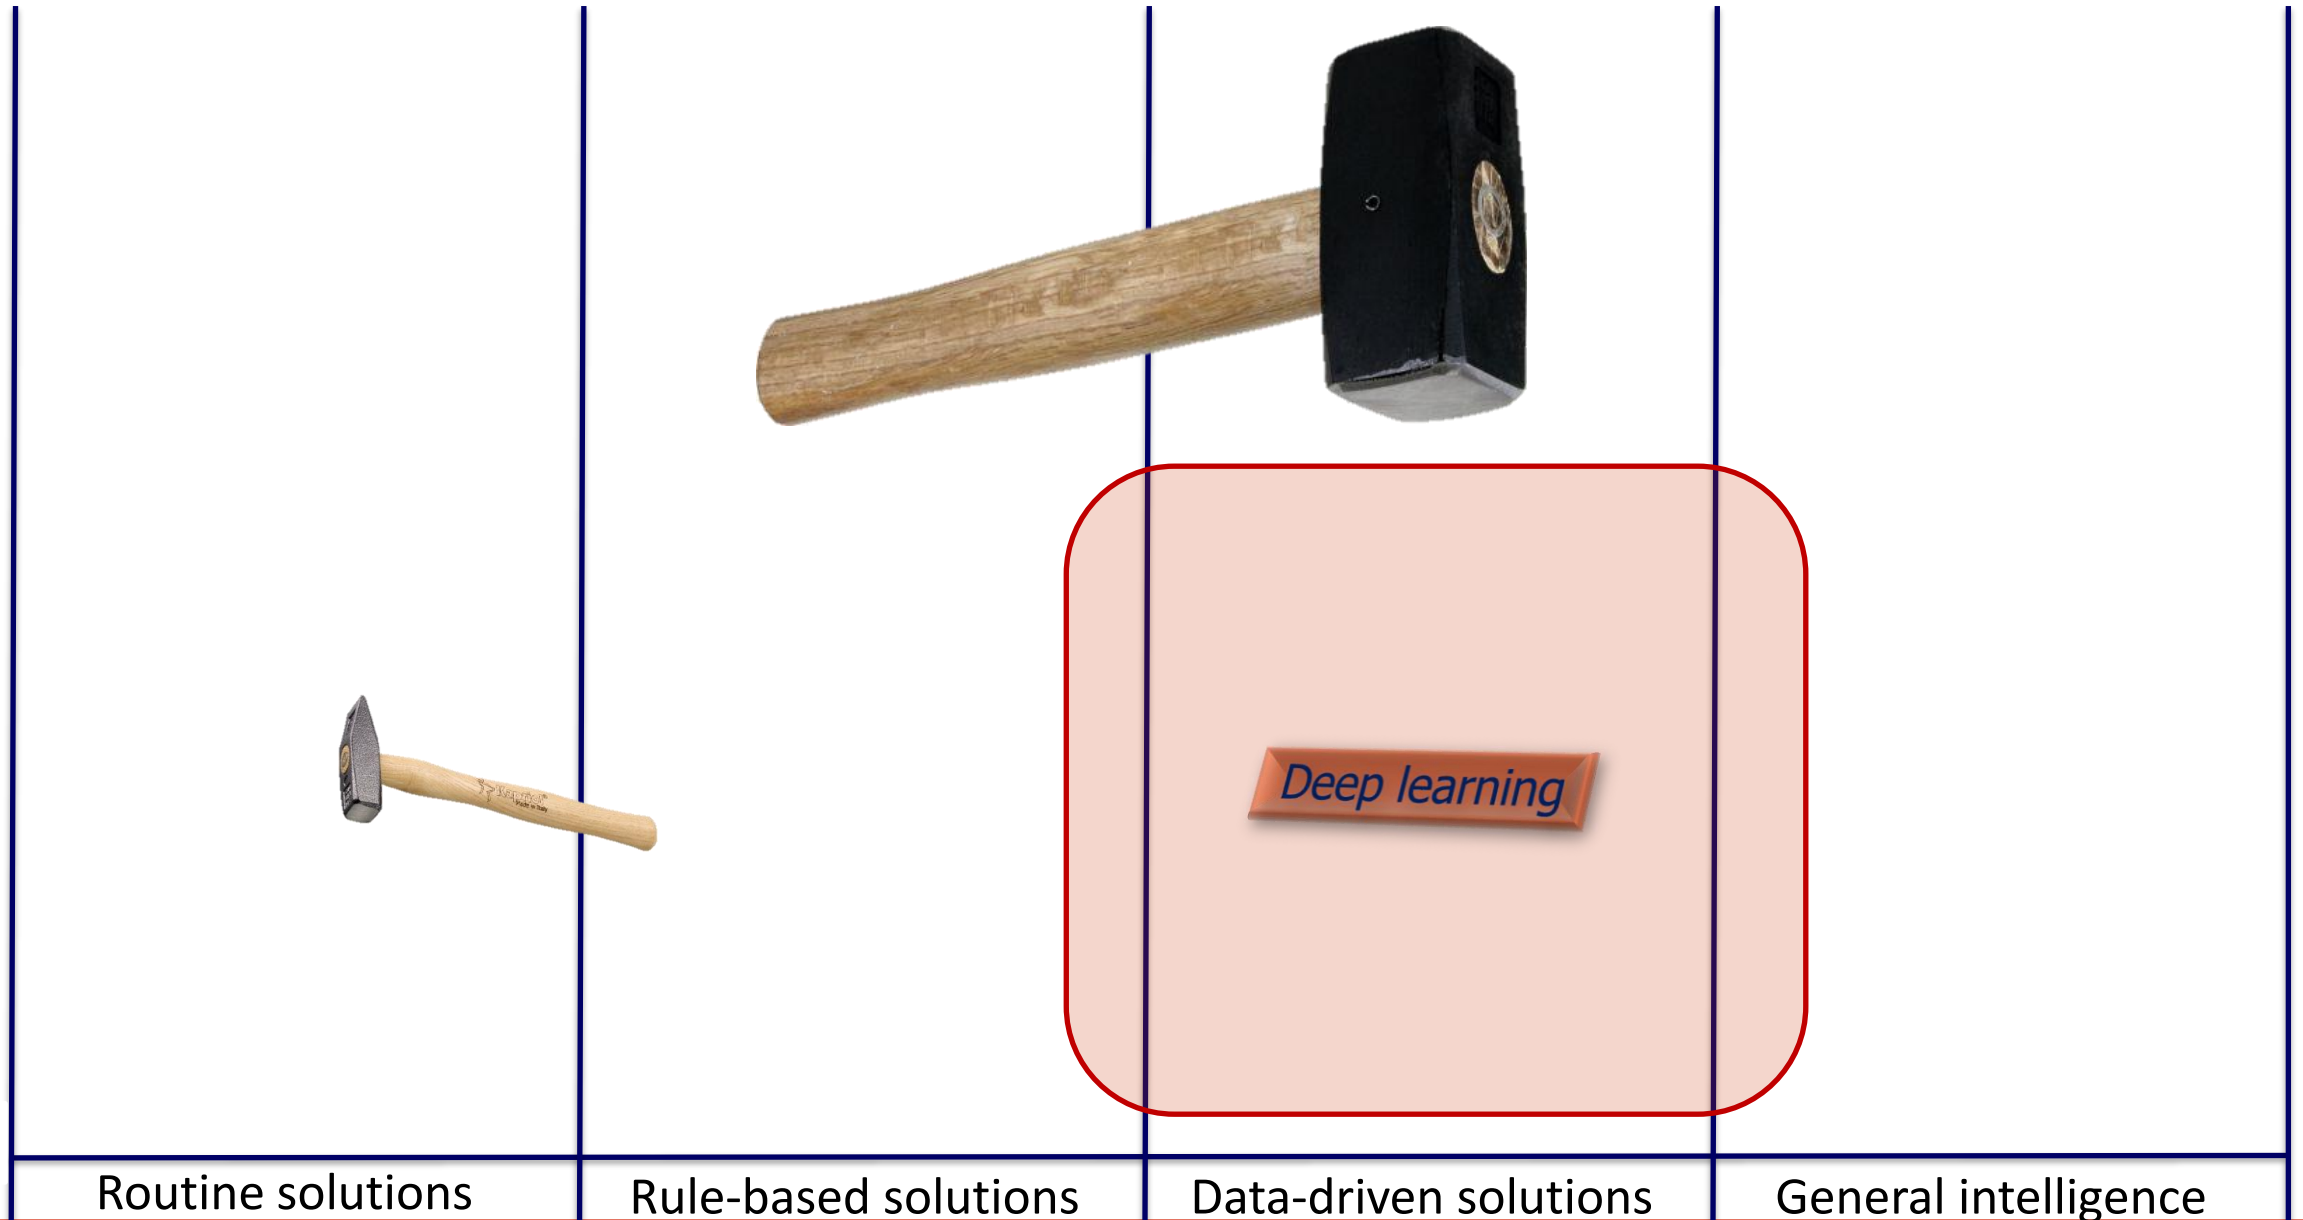 Deep learning
Routine solutions
Rule-based solutions
Data-driven solutions
General intelligence